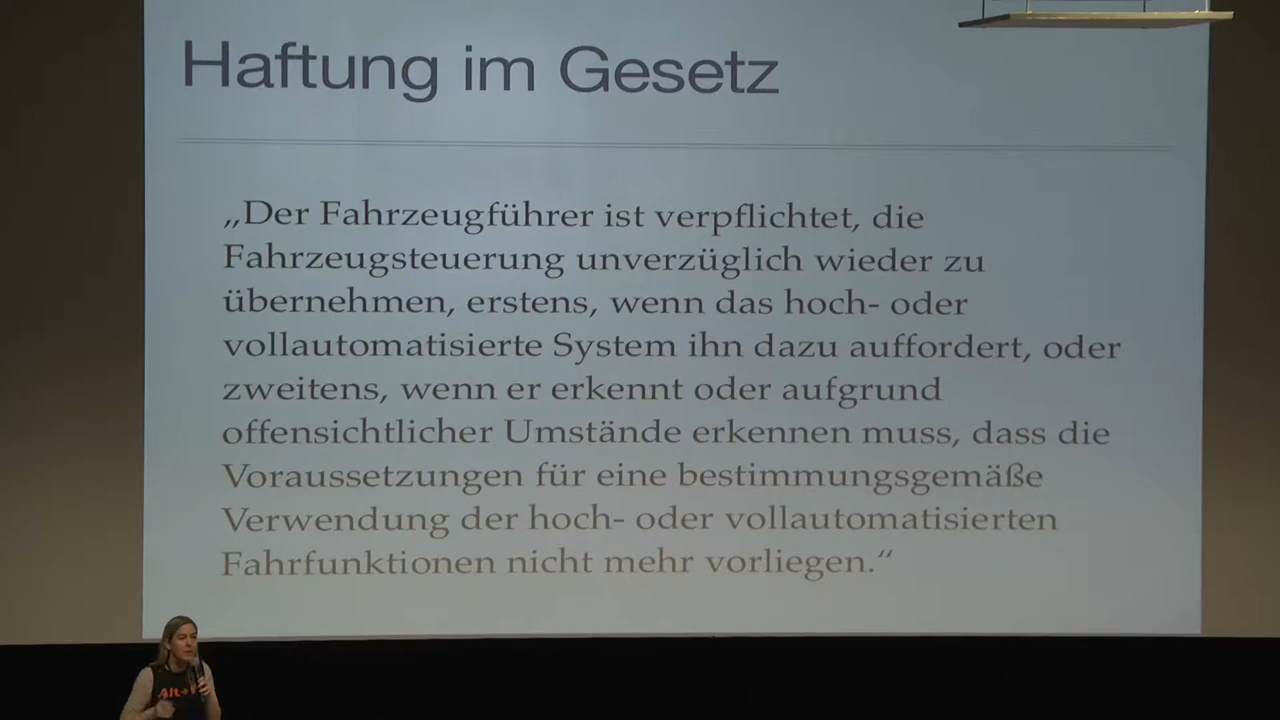 Haftung im Gesetz
„Der Fahrzeugführer ist verpflichtet, die
Fahrzeugsteuerung unverzüglich wieder zu
übernehmen, erstens, wenn das hoch- oder
vollautomatisierte System ihn dazu auffordert, oder
zweitens, wenn er erkennt oder aufgrund
offensichtlicher Umstände erkennen muss, dass die
Voraussetzungen für eine bestimmungsgemäße
Verwendung der hoch- oder vollautomatisierten
Fahrfunktionen nicht mehr vorliegen.“